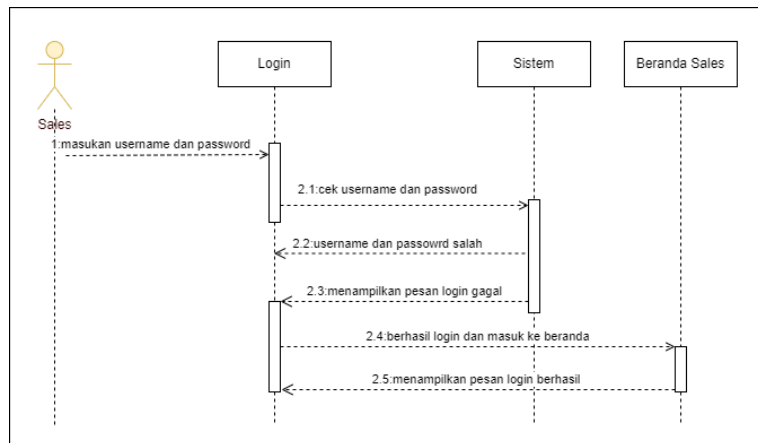 Login
Sistem
Beranda Sales
Sales
1:masukan username dan password
2.1:cek username dan password
2.2:username dan passowrd salah
2.3:menampilkan pesan login gagal
2.4:berhasil login dan masuk ke beranda
2.5:menampilkan pesan login berhasil